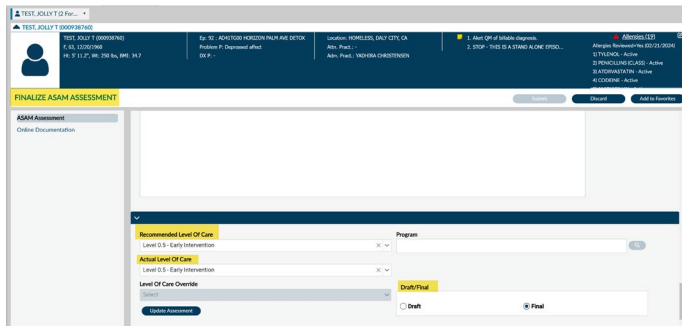 TEST, JOLLY T (2 For...
TEST, JOLLY T (000938760)
TEST, JOLLY T (000938760)
F, 63, 12/20/1960
Ht: 5' 11.2", Wt: 250 lbs, BMI: 34.7
Ep: 92 : AD41TG00 HORIZON PALM AVE DETOX
Problem P: Depressed affect
DX P: -
Location: HOMELESS, DALY CITY, CA
Attn. Pract.: -
Adm. Pract.: YADHIRA CHRISTENSEN
1. Alert QM of billable diagnosis.
2. STOP - THIS IS A STAND ALONE EPISO...
Allergies (19)
Allergies Reviewed=Yes (02/21/2024)
1) TYLENOL - Active
2) PENICILLINS (CLASS) - Active
3) ATORVASTATIN - Active
4) CODEINE - Active
FINALIZE ASAM ASSESSMENT
Submit
Discard
Add to Favorites
ASAM Assessment
Online Documentation
Recommended Level Of Care
Level 0.5 - Early Intervention
Program
Actual Level Of Care
Level 0.5 - Early Intervention
Level Of Care Override
Select
Draft/Final
Draft
Final
Update Assessment